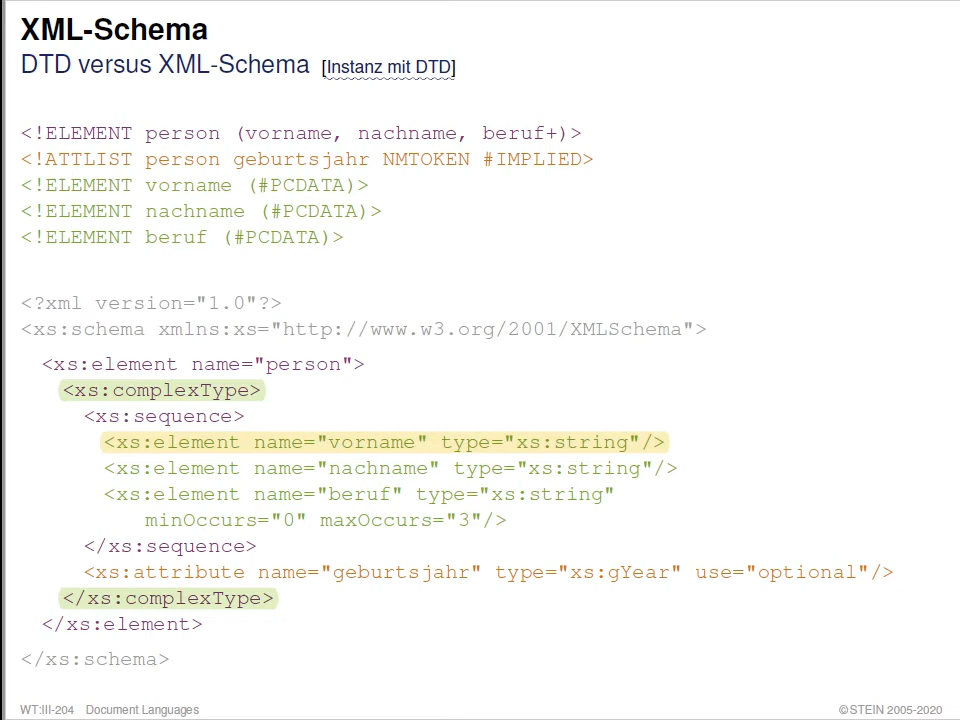 XML-Schema
DTD versus XML-Schema [Instanz mit DTD]
<!ELEMENT person (vorname, nachname, beruf+)>
<!ATTLIST person geburtsjahr NMTOKEN #IMPLIED>
<!ELEMENT vorname (#PCDATA)>
<!ELEMENT nachname (#PCDATA)>
<!ELEMENT beruf (#PCDATA)>
<?xml version="1.0"?>
<xs:schema xmlns:xs="http://www.w3.org/2001/XMLSchema">
<xs:element name="person">
<xs:complexType>
<xs:sequence>
<xs:element name="vorname" type="xs:string"/>
<xs:element name="nachname" type="xs:string"/>
<xs:element name="beruf" type="xs:string"
minOccurs="0" maxOccurs="3"/>
</xs:sequence>
<xs:attribute name="geburtsjahr" type="xs:gYear" use="optional"/>
</xs:complexType>
</xs:element>
</xs:schema>
WT:III-204 Document Languages ©STEIN 2005-2020